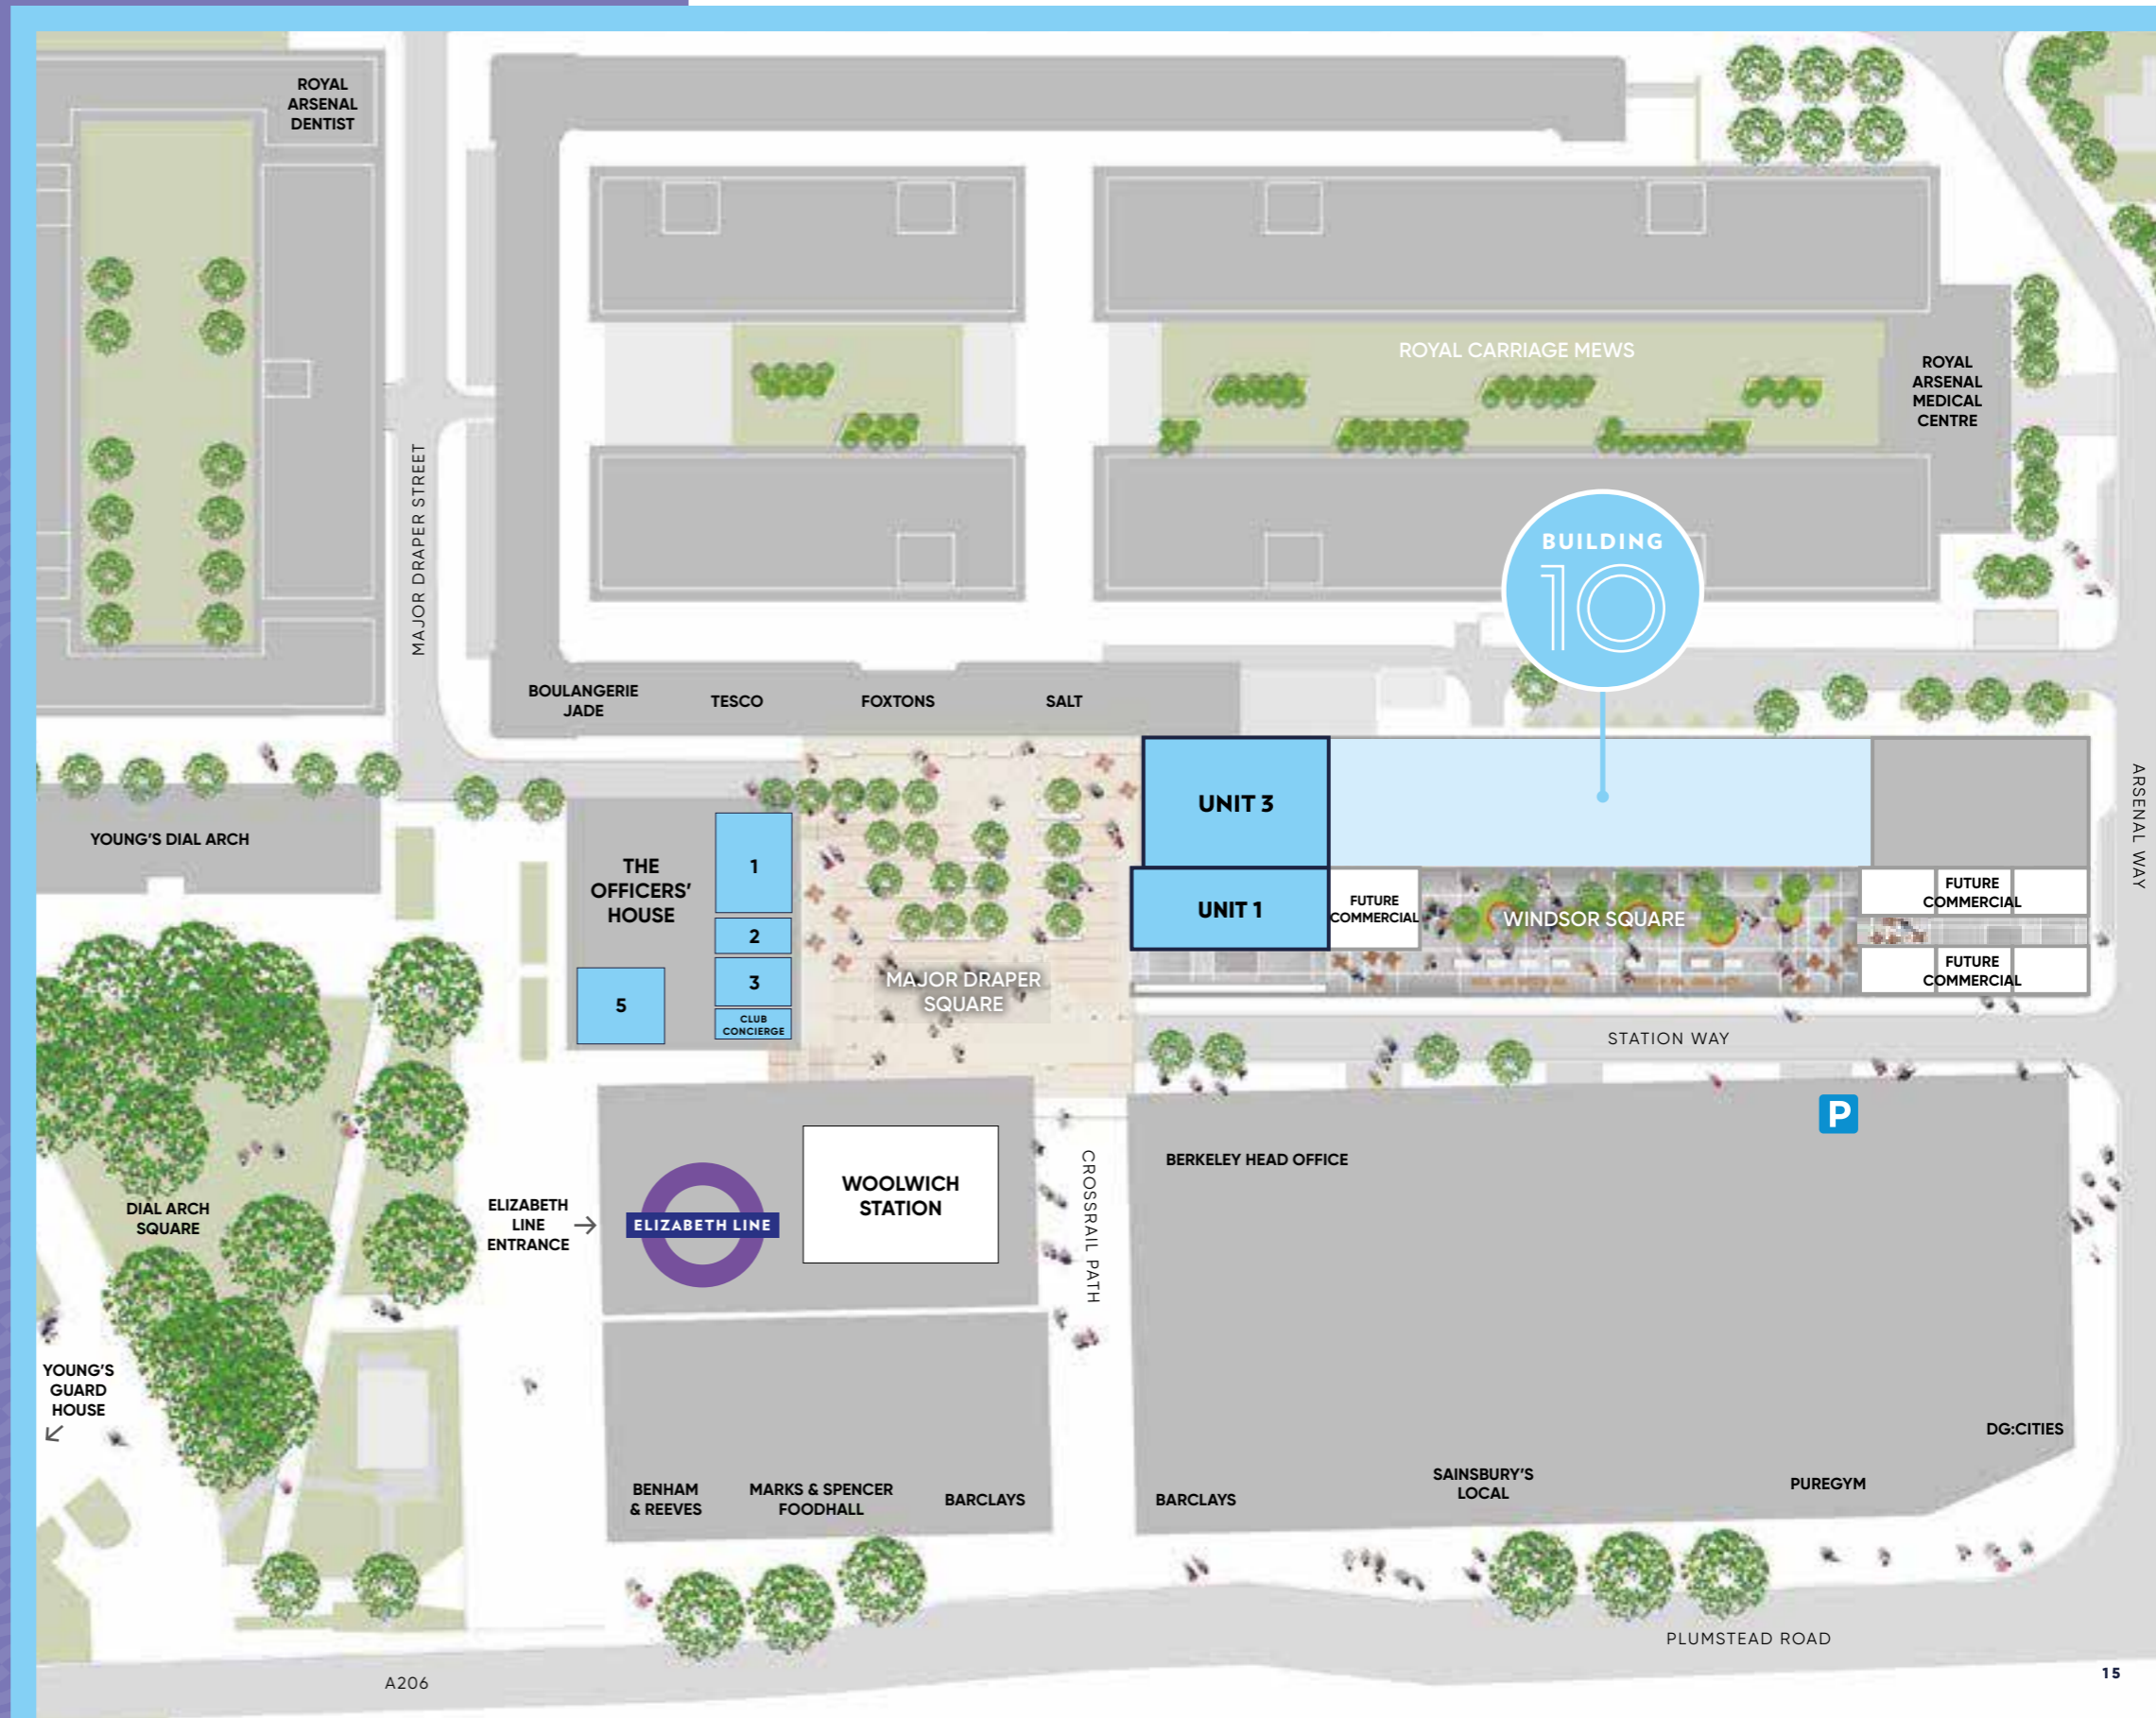 ROYAL
ARSENAL
DENTIST
ROYAL CARRIAGE MEWS
ROYAL
ARSENAL
MEDICAL
CENTRE
MAJOR DRAPER STREET
BUILDING
10
BOULANGERIE
JADE
TESCO
FOXTONS
SALT
ARSENAL WAY
YOUNG'S DIAL ARCH
THE
OFFICERS'
HOUSE
1
2
3
CLUB
CONCIERGE
5
UNIT 3
UNIT 1
FUTURE
COMMERCIAL
WINDSOR SQUARE
FUTURE
COMMERCIAL
FUTURE
COMMERCIAL
MAJOR DRAPER
SQUARE
STATION WAY
P
BERKELEY HEAD OFFICE
CROSSRAIL PATH
WOOLWICH
STATION
ELIZABETH LINE
ELIZABETH
LINE
ENTRANCE
DIAL ARCH
SQUARE
YOUNG'S
GUARD
HOUSE
BENHAM
& REEVES
MARKS & SPENCER
FOODHALL
BARCLAYS
BARCLAYS
SAINSBURY'S
LOCAL
PUREGYM
DG:CITIES
PLUMSTEAD ROAD
A206
15